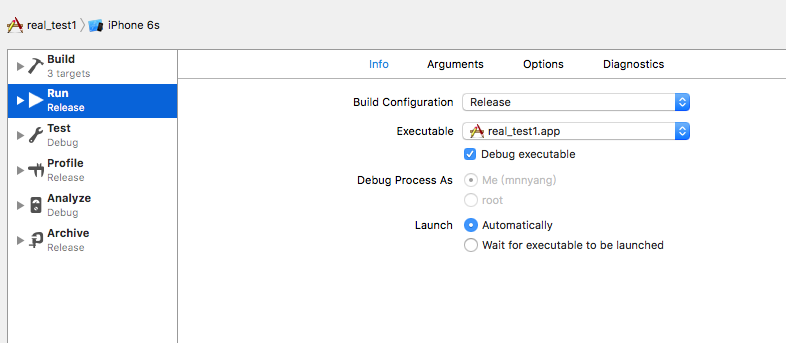 real_test1 iPhone 6s
Build
3 targets
Run
Release
Test
Debug
Profile
Release
Analyze
Debug
Archive
Release
Info Arguments Options Diagnostics
Build Configuration Release
Executable real_test1.app
Debug executable
Debug Process As Me (mnnyang)
root
Launch Automatically
Wait for executable to be launched